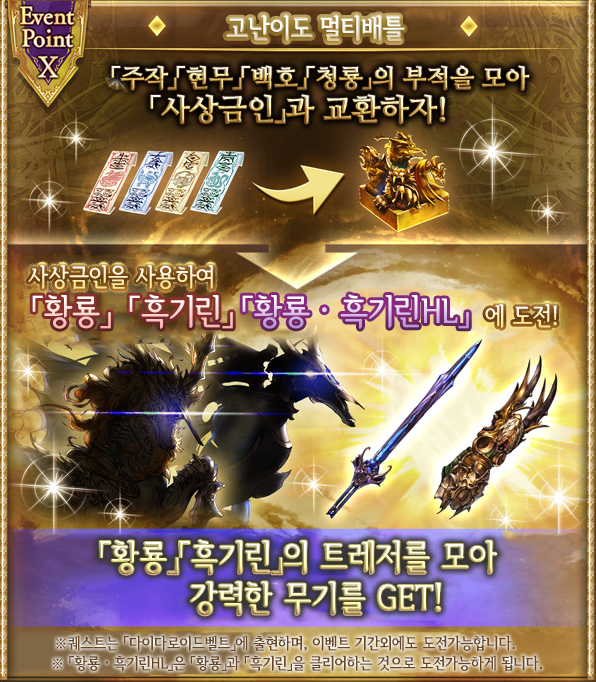 Event
Point
X
고난이도 멀티배틀
「주작」「현무」「백호」「청룡」의 부적을 모아
「사상금인」과 교환하자!
사상금인을 사용하여
「황룡」「흑기린」「황룡・흑기린HL」에 도전!
「황룡」「흑기린」의 트레저를 모아
강력한 무기를 GET!
※퀘스트는 「다이다로이드벨트」에 출현하며, 이벤트 기간외에도 도전가능합니다.
※「황룡・흑기린HL」은 「황룡」과 「흑기린」을 클리어하는 것으로 도전가능하게 됩니다.